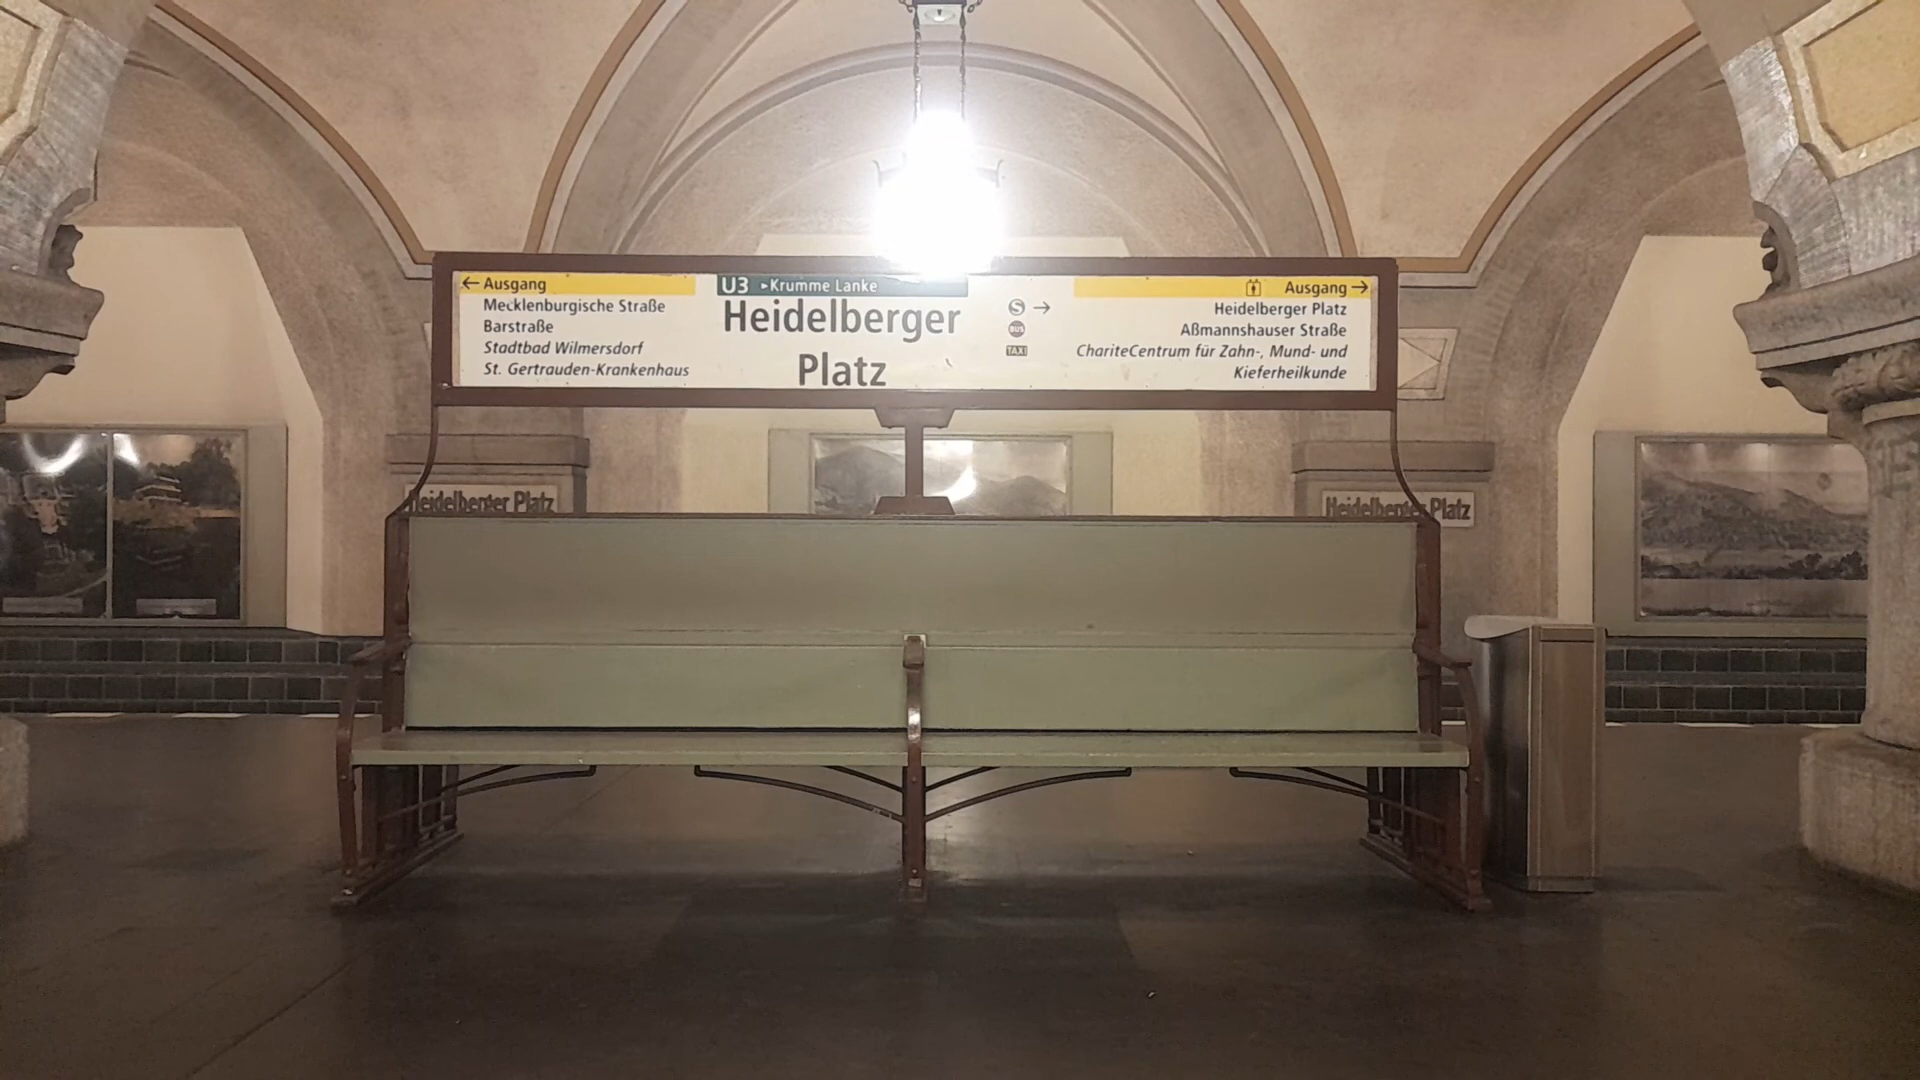 ← Ausgang
Mecklenburgische Straße
Barstraße
Stadtbad Wilmersdorf
St. Gertrauden-Krankenhaus
U3 ▸Krumme Lanke
Heidelberger
Platz
S →
BUS
TAXI
Ausgang →
Heidelberger Platz
Aßmannshauser Straße
ChariteCentrum für Zahn-, Mund- und
Kieferheilkunde
Heidelberger Platz
Heidelberger Platz